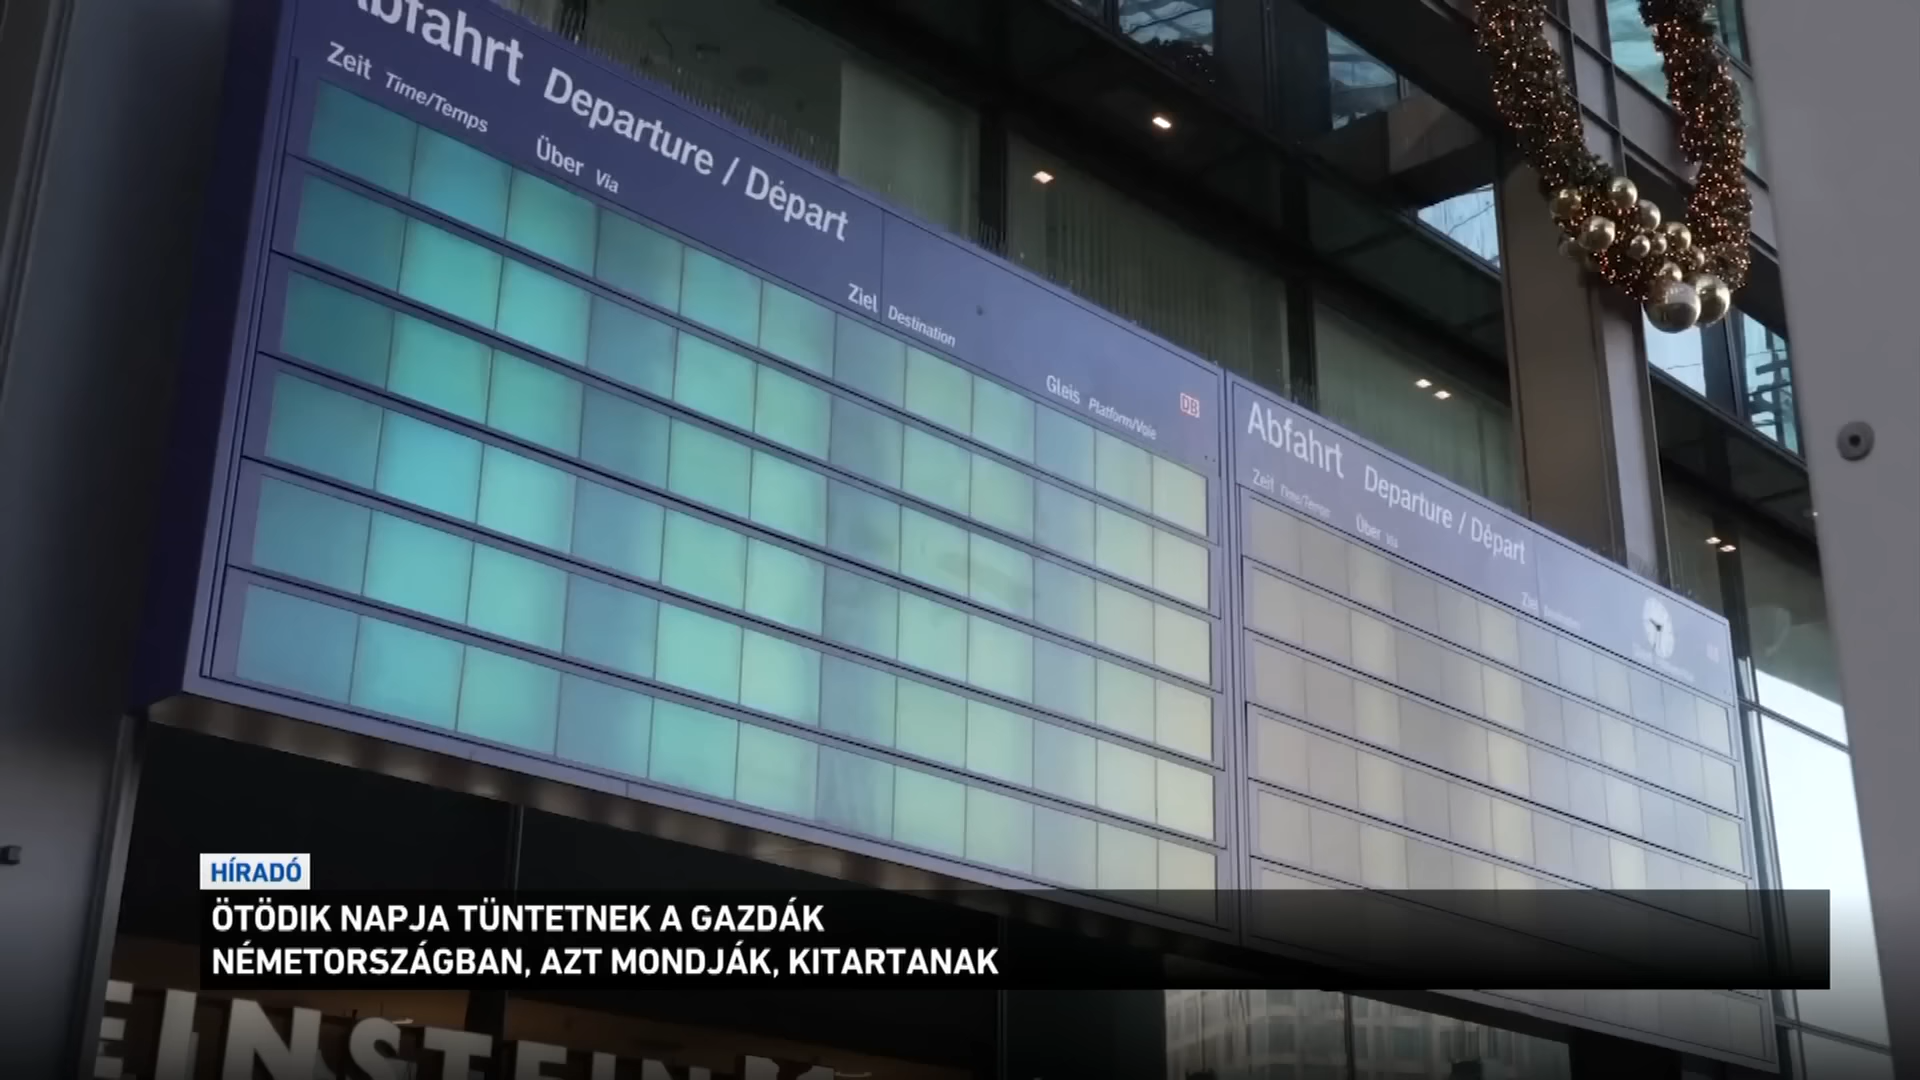 Abfahrt Departure / Départ
Zeit Time/Temps
Über Via
Ziel Destination
Gleis Platform/Voie
DB
Abfahrt Departure / Départ
Zeit Time/Temps
Über Via
Ziel
HÍRADÓ
ÖTÖDIK NAPJA TÜNTETNEK A GAZDÁK
NÉMETORSZÁGBAN, AZT MONDJÁK, KITARTANAK
EINSTEIN